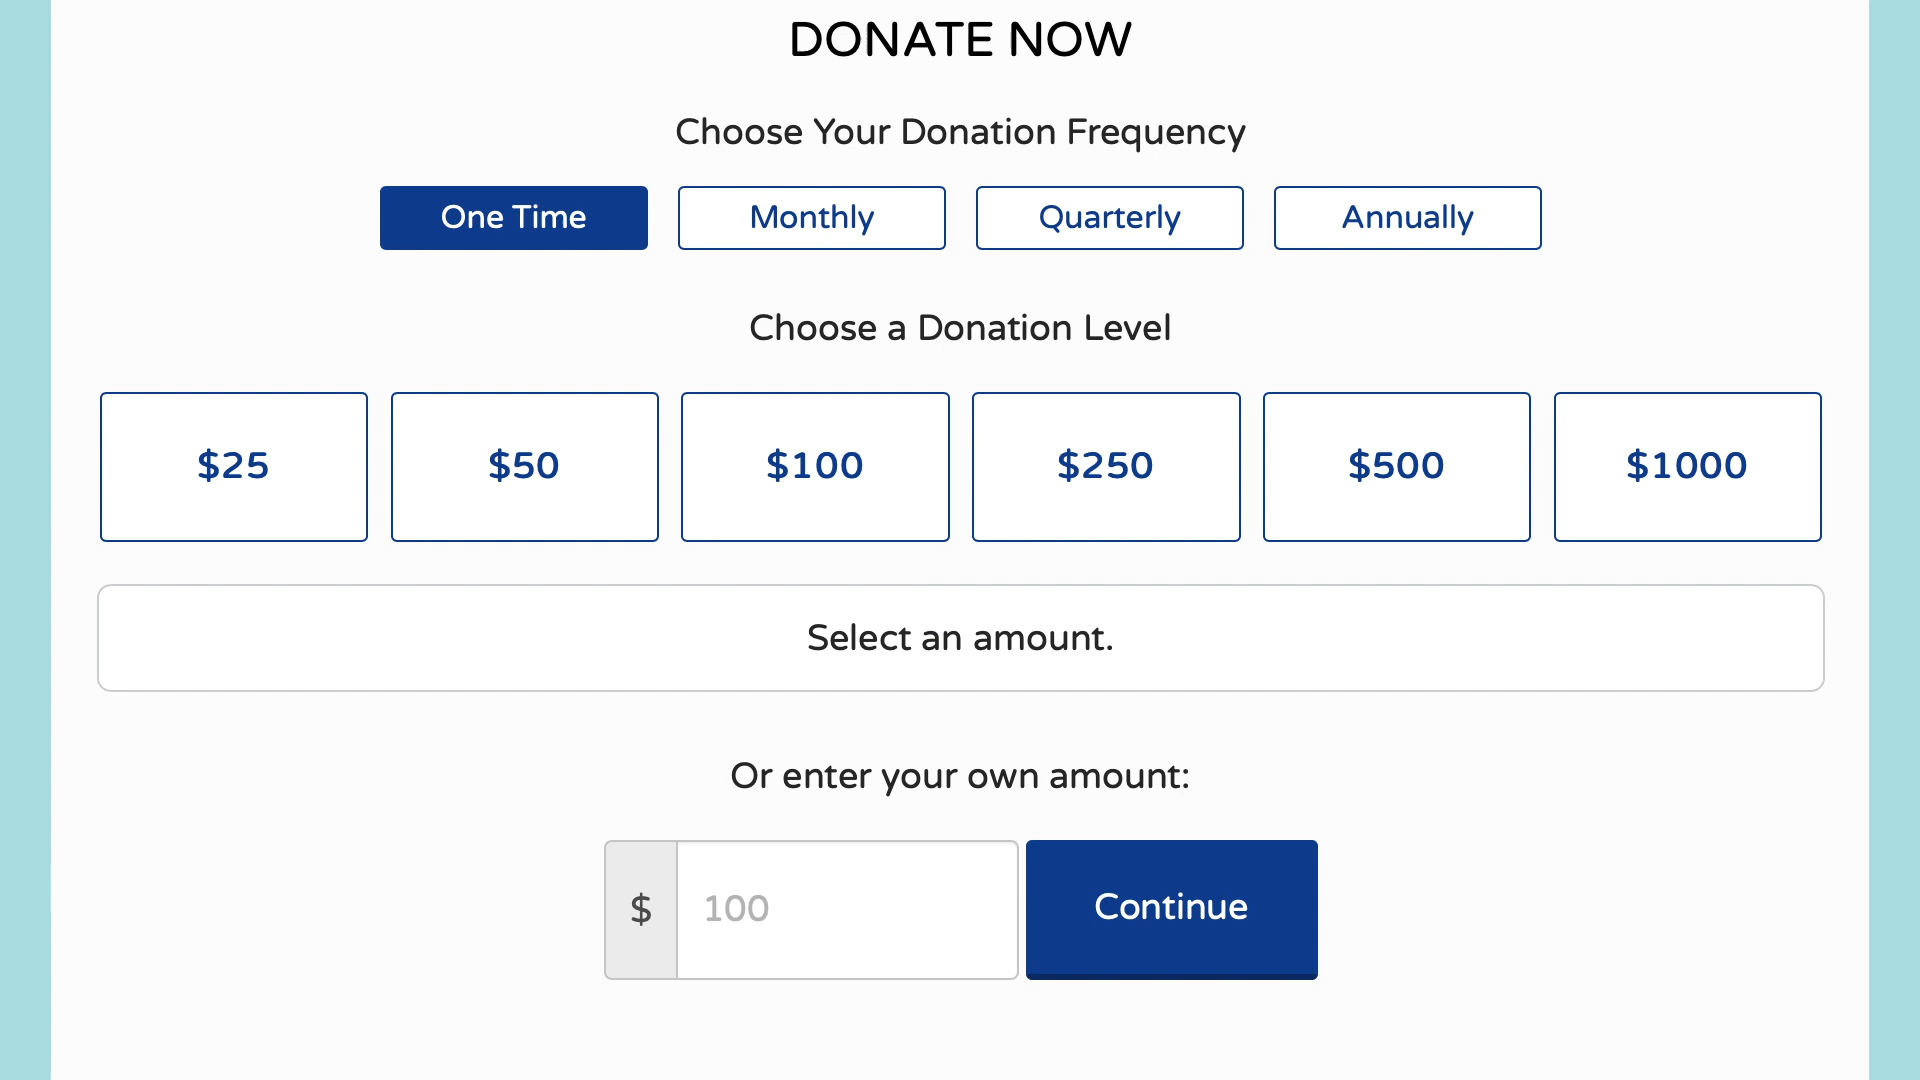 DONATE NOW
Choose Your Donation Frequency
One Time Monthly Quarterly Annually
Choose a Donation Level
$25 $50 $100 $250 $500 $1000
Select an amount.
Or enter your own amount:
$ 100 Continue